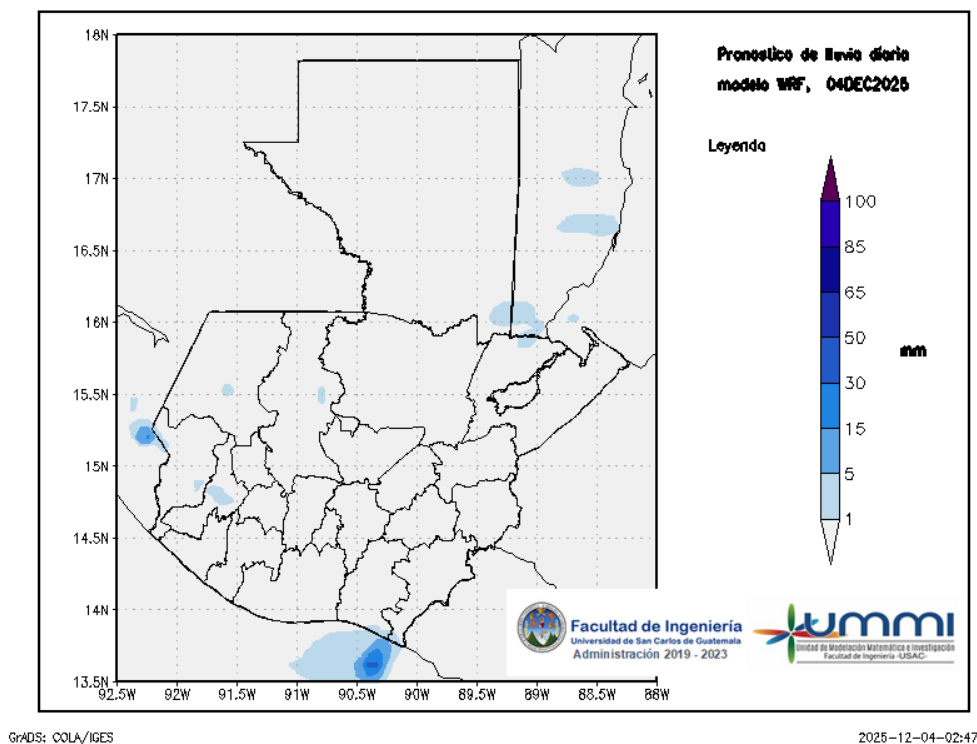 Pronostico de lluvia diaria
modelo WRF, 04DEC2025
Leyenda
100
85
65
50
30
15
5
1
mm
18N
17.5N
17N
16.5N
16N
15.5N
15N
14.5N
14N
13.5N
92.5W
92W
91.5W
91W
90.5W
90W
89.5W
89W
88.5W
88W
Facultad de Ingeniería
Universidad de San Carlos de Guatemala
Administración 2019 - 2023
UMMI
Unidad de Modelación Matemática e Investigación
Facultad de Ingeniería -USAC-
GrADS: COLA/IGES
2025-12-04-02:47